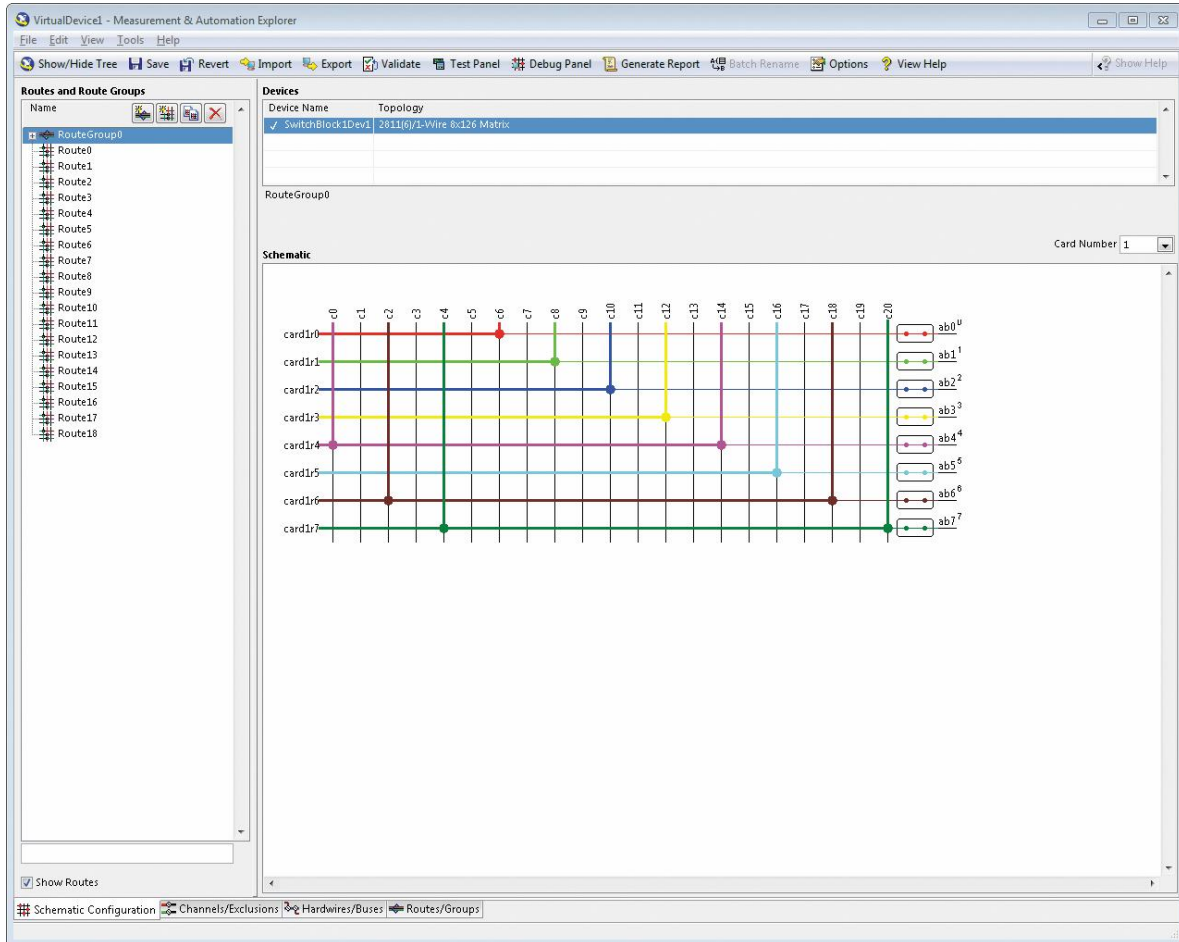 VirtualDevice1 - Measurement & Automation Explorer
File Edit View Tools Help
Show/Hide Tree Save Revert Import Export Validate Test Panel Debug Panel Generate Report Batch Rename Options View Help Show Help
Routes and Route Groups
Name
RouteGroup0
Route0
Route1
Route2
Route3
Route4
Route5
Route6
Route7
Route8
Route9
Route10
Route11
Route12
Route13
Route14
Route15
Route16
Route17
Route18
Show Routes
Devices
Device Name Topology
SwitchBlock1Dev1 2811(6)/1-Wire 8x126 Matrix
RouteGroup0
Card Number 1
Schematic
c0 c1 c2 c3 c4 c5 c6 c7 c8 c9 c10 c11 c12 c13 c14 c15 c16 c17 c18 c19 c20
card1r0 ab0 0
card1r1 ab1 1
card1r2 ab2 2
card1r3 ab3 3
card1r4 ab4 4
card1r5 ab5 5
card1r6 ab6 6
card1r7 ab7 7
Schematic Configuration Channels/Exclusions Hardwires/Buses Routes/Groups